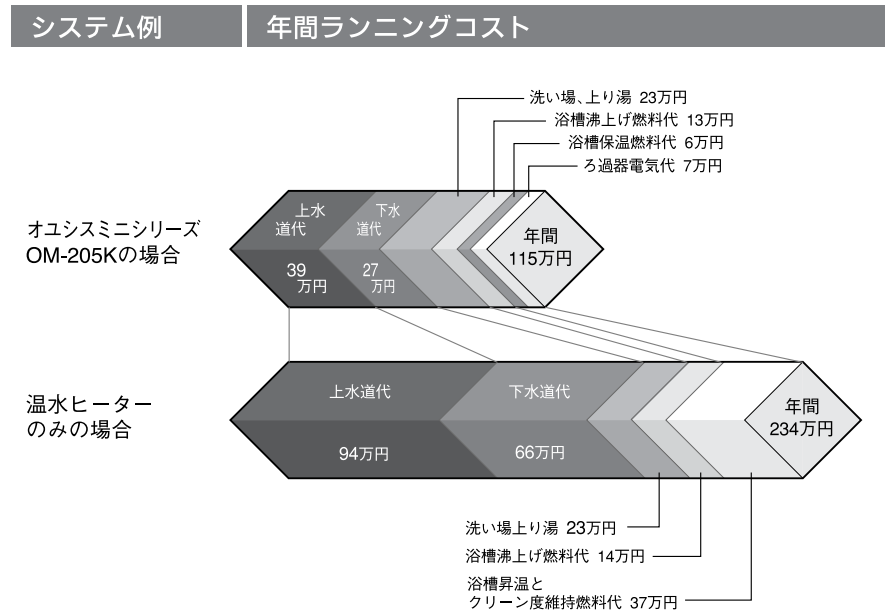 システム例
年間ランニングコスト
洗い場、上り湯 23万円
浴槽沸上げ燃料代 13万円
浴槽保温燃料代 6万円
ろ過器電気代 7万円
オユシスミニシリーズ
OM-205Kの場合
上水
道代
39
万円
下水
道代
27
万円
年間
115万円
温水ヒーター
のみの場合
上水道代
94万円
下水道代
66万円
年間
234万円
洗い場上り湯 23万円
浴槽沸上げ燃料代 14万円
浴槽昇温と
クリーン度維持燃料代 37万円